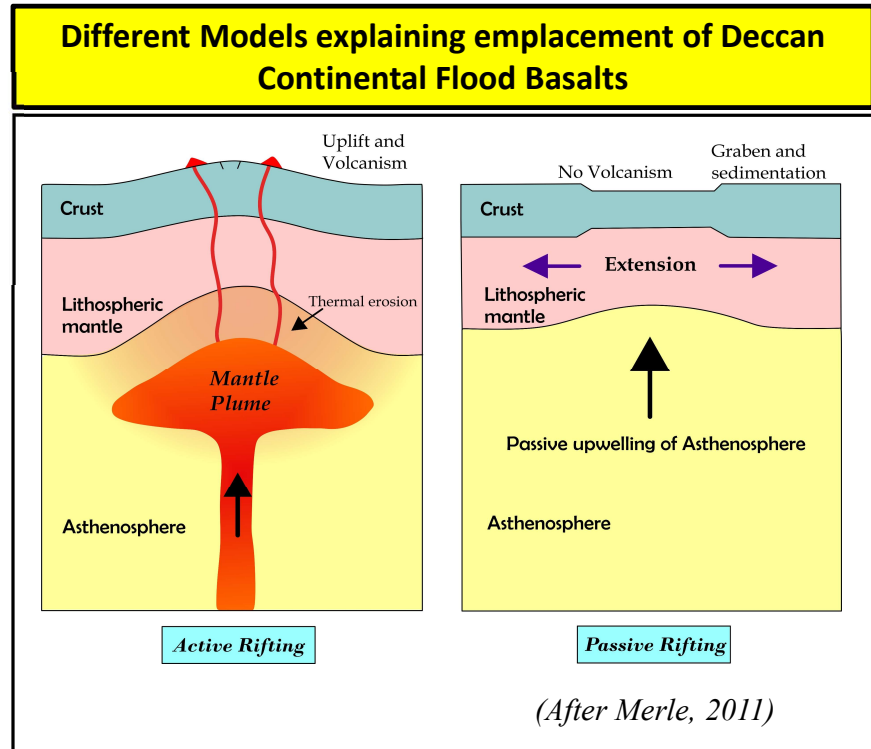 Different Models explaining emplacement of Deccan
Continental Flood Basalts
Uplift and
Volcanism
Crust
Lithospheric
mantle
Thermal erosion
Mantle
Plume
Asthenosphere
Active Rifting
No Volcanism
Graben and
sedimentation
Crust
Extension
Lithospheric
mantle
Passive upwelling of Asthenosphere
Asthenosphere
Passive Rifting
(After Merle, 2011)